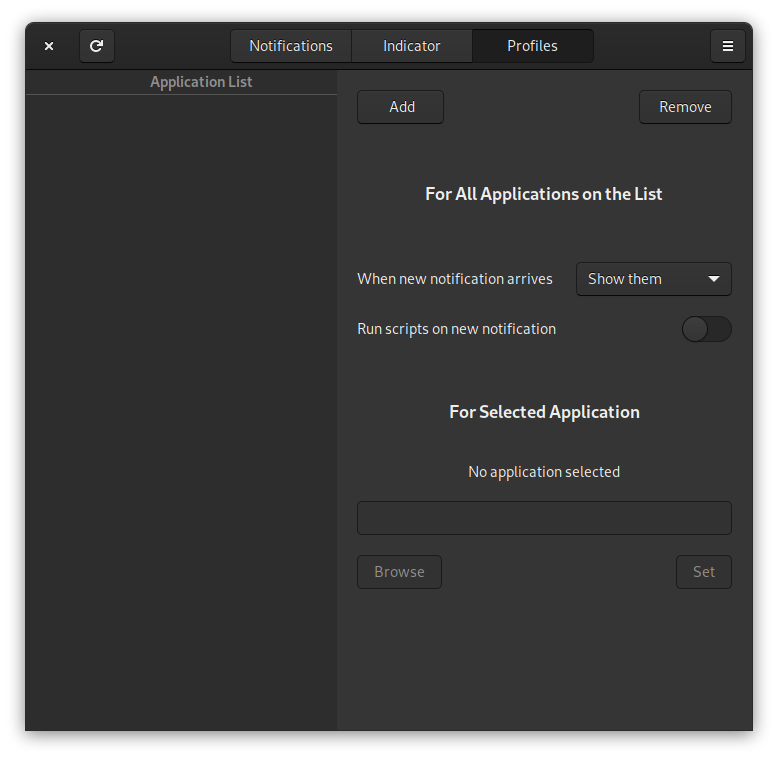 Notifications
Indicator
Profiles
Application List
Add
Remove
For All Applications on the List
When new notification arrives
Show them
Run scripts on new notification
For Selected Application
No application selected
Browse
Set